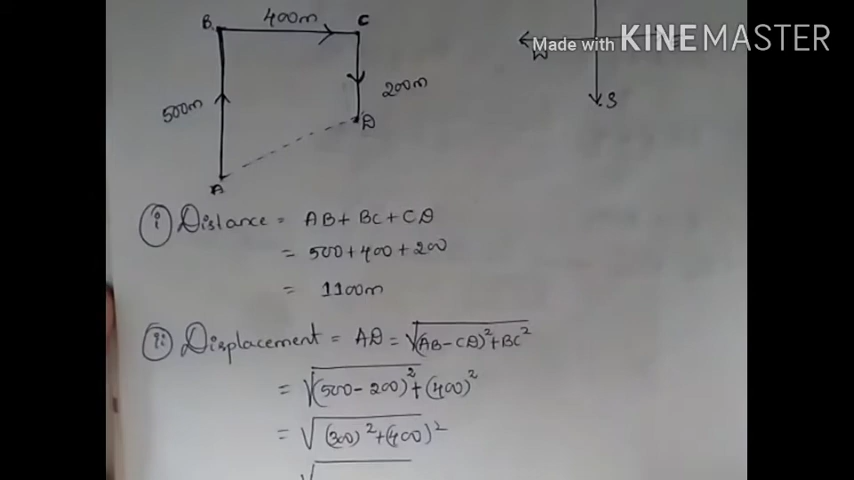 B 400m C
Made with KINEMASTER
W
500m 200m
S
D
A
i Distance = AB + BC + CD
= 500 + 400 + 200
= 1100m
ii Displacement = AD = √(AB - CD)² + BC²
= √(500 - 200)² + (400)²
= √(300)² + (400)²
√